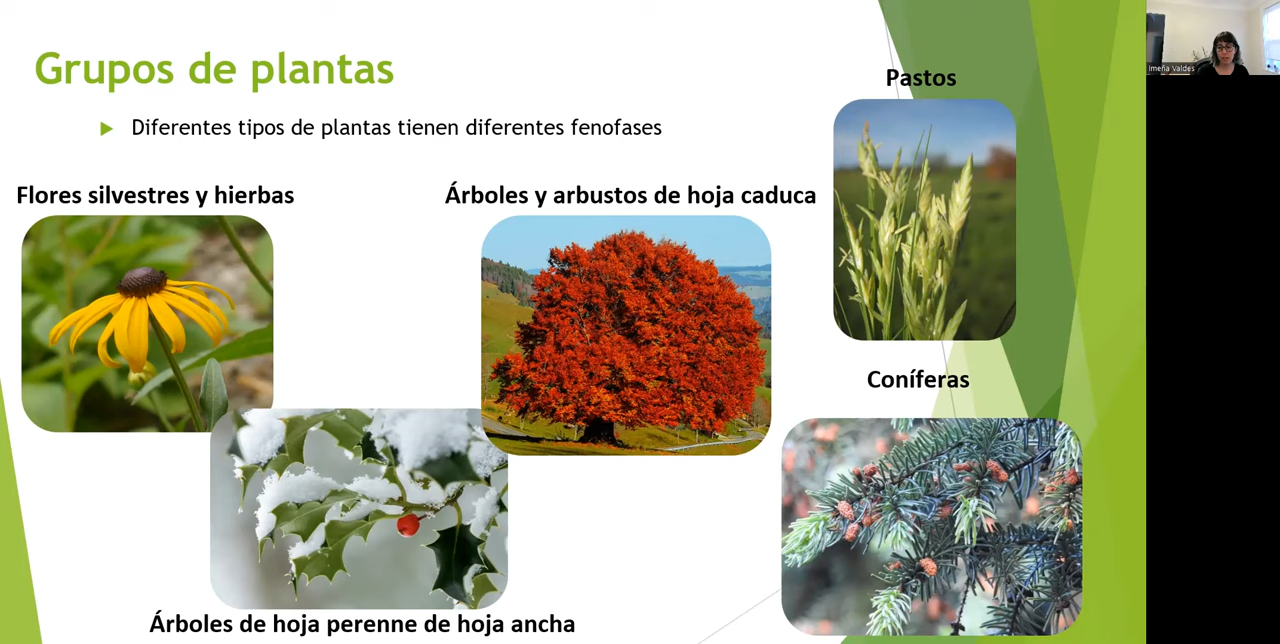 Grupos de plantas
Diferentes tipos de plantas tienen diferentes fenofases
Pastos
Flores silvestres y hierbas
Árboles y arbustos de hoja caduca
Coníferas
Árboles de hoja perenne de hoja ancha
Imeña Valdes